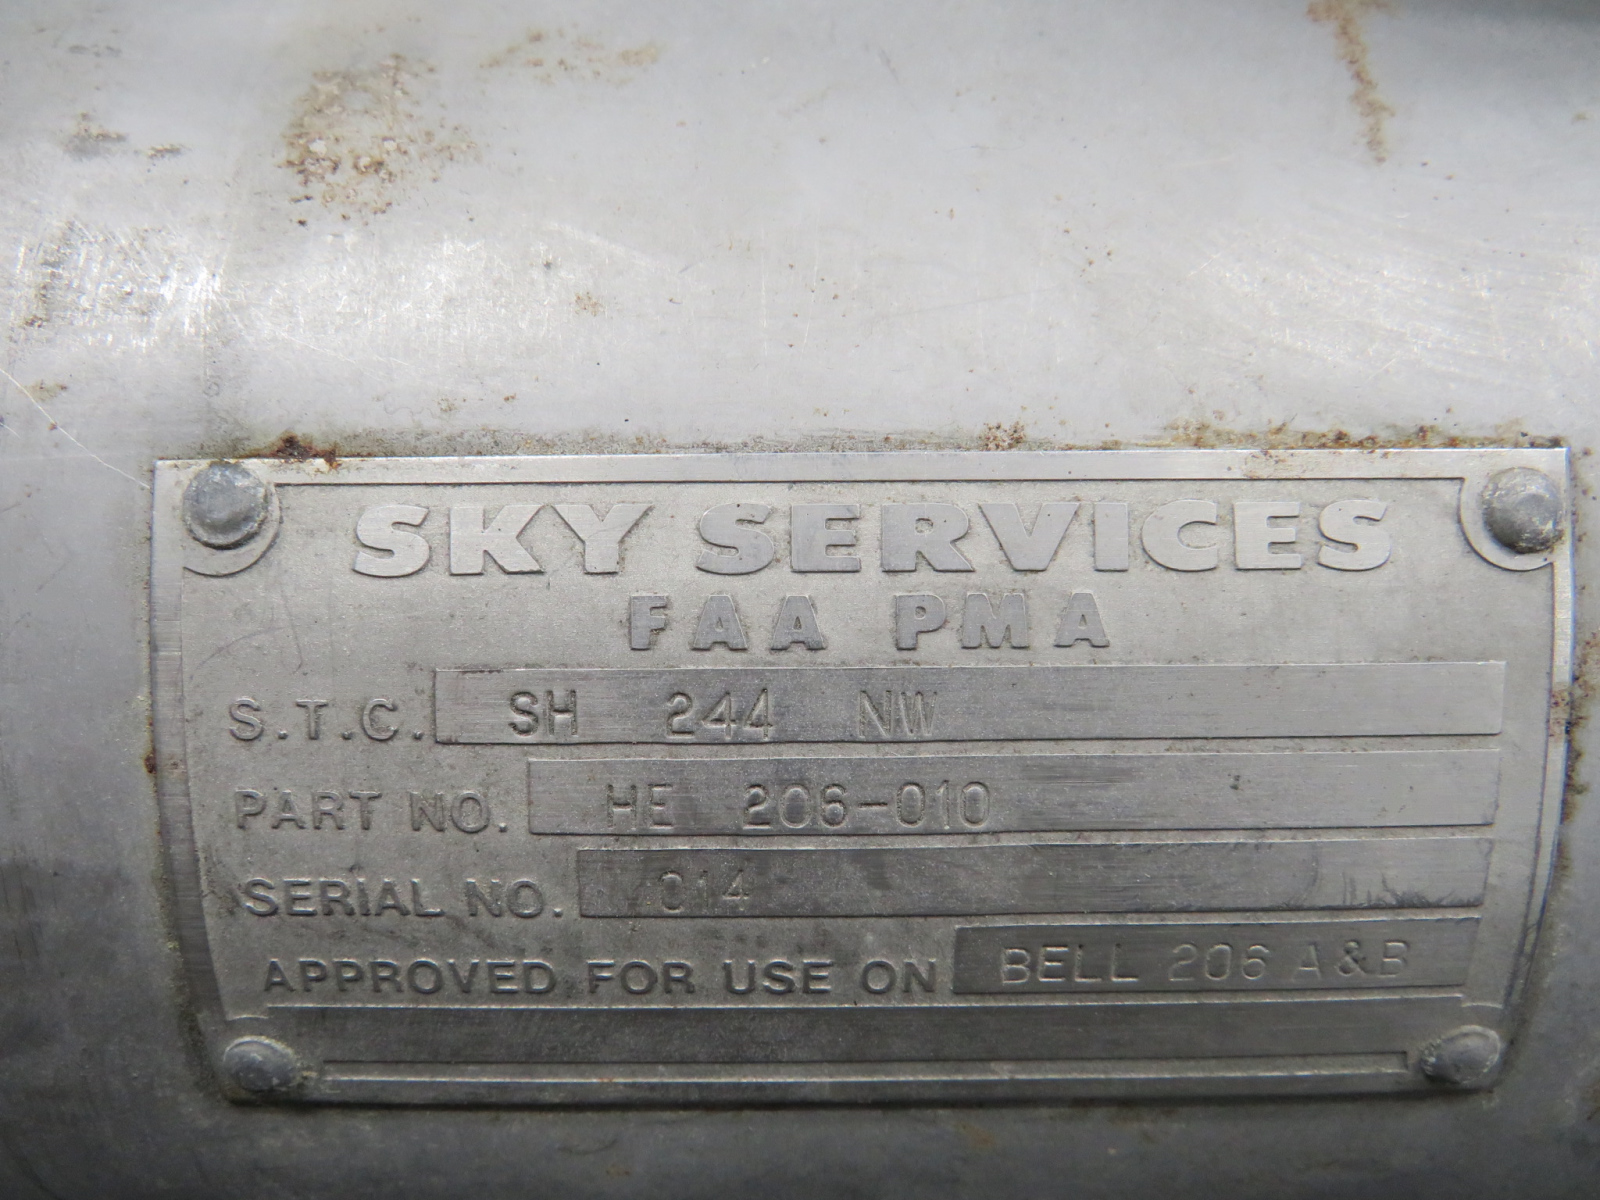 SKY SERVICES
FAA PMA
S.T.C. SH 244 NW
PART NO. HE 206-010
SERIAL NO. 014
APPROVED FOR USE ON BELL 206 A&B